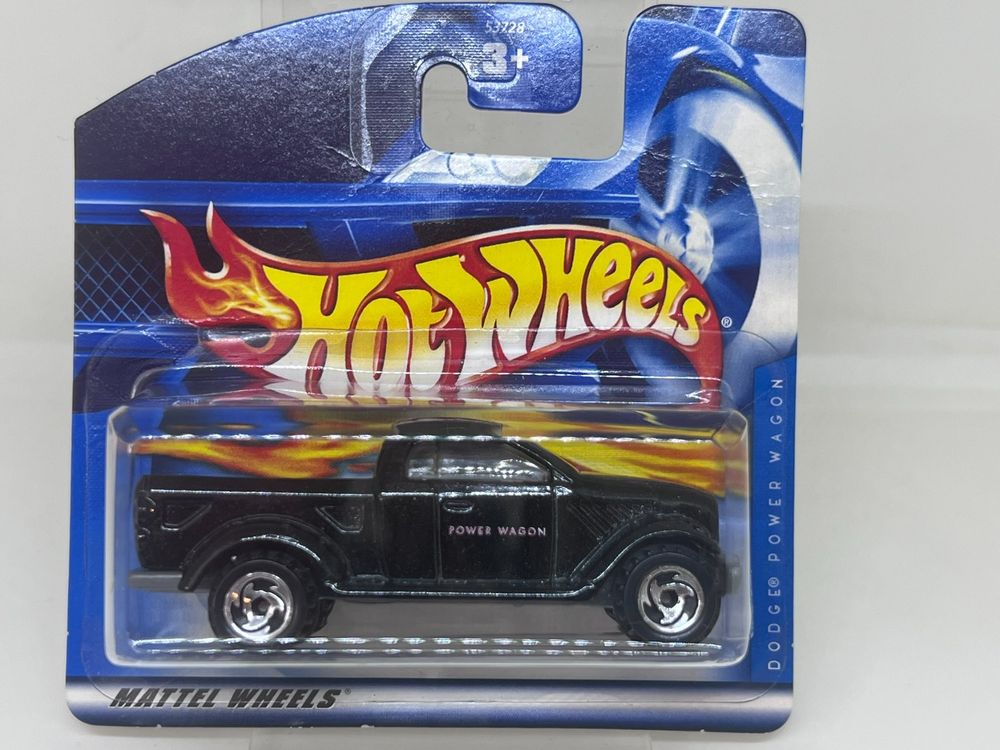 53728
3+
HOT WHEELS ®
POWER WAGON
DODGE® POWER WAGON
MATTEL WHEELS®